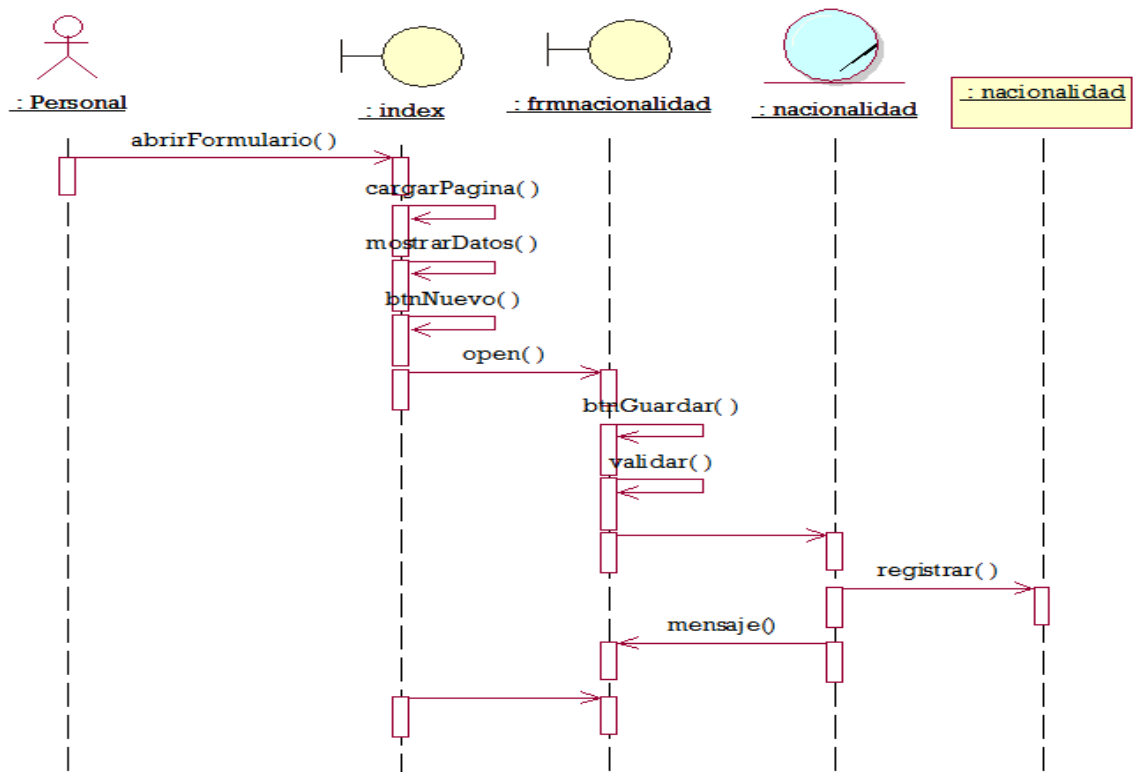 : Personal
: index
: frmnacionalidad
: nacionalidad
: nacionalidad
abrirFormulario( )
cargarPagina( )
mostrarDatos( )
btnNuevo( )
open( )
btnGuardar( )
validar( )
registrar( )
mensaje()